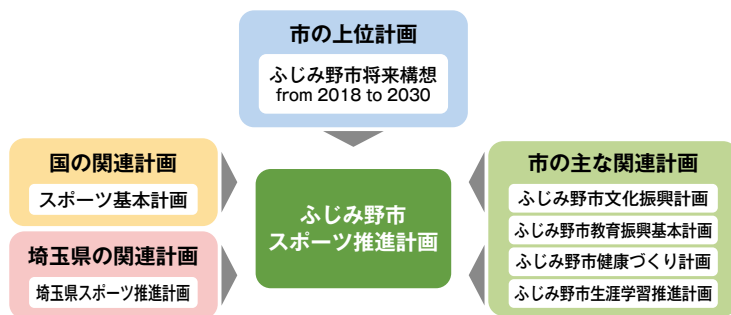 市の上位計画
ふじみ野市将来構想
from 2018 to 2030
国の関連計画
スポーツ基本計画
埼玉県の関連計画
埼玉県スポーツ推進計画
ふじみ野市
スポーツ推進計画
市の主な関連計画
ふじみ野市文化振興計画
ふじみ野市教育振興基本計画
ふじみ野市健康づくり計画
ふじみ野市生涯学習推進計画